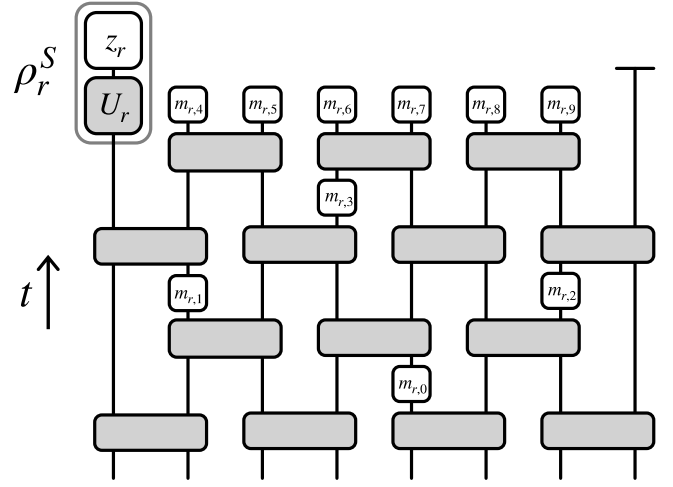 z_r
ρ_r^S
U_r
m_{r,4} m_{r,5} m_{r,6} m_{r,7} m_{r,8} m_{r,9}
m_{r,3}
t
m_{r,1} m_{r,2}
m_{r,0}